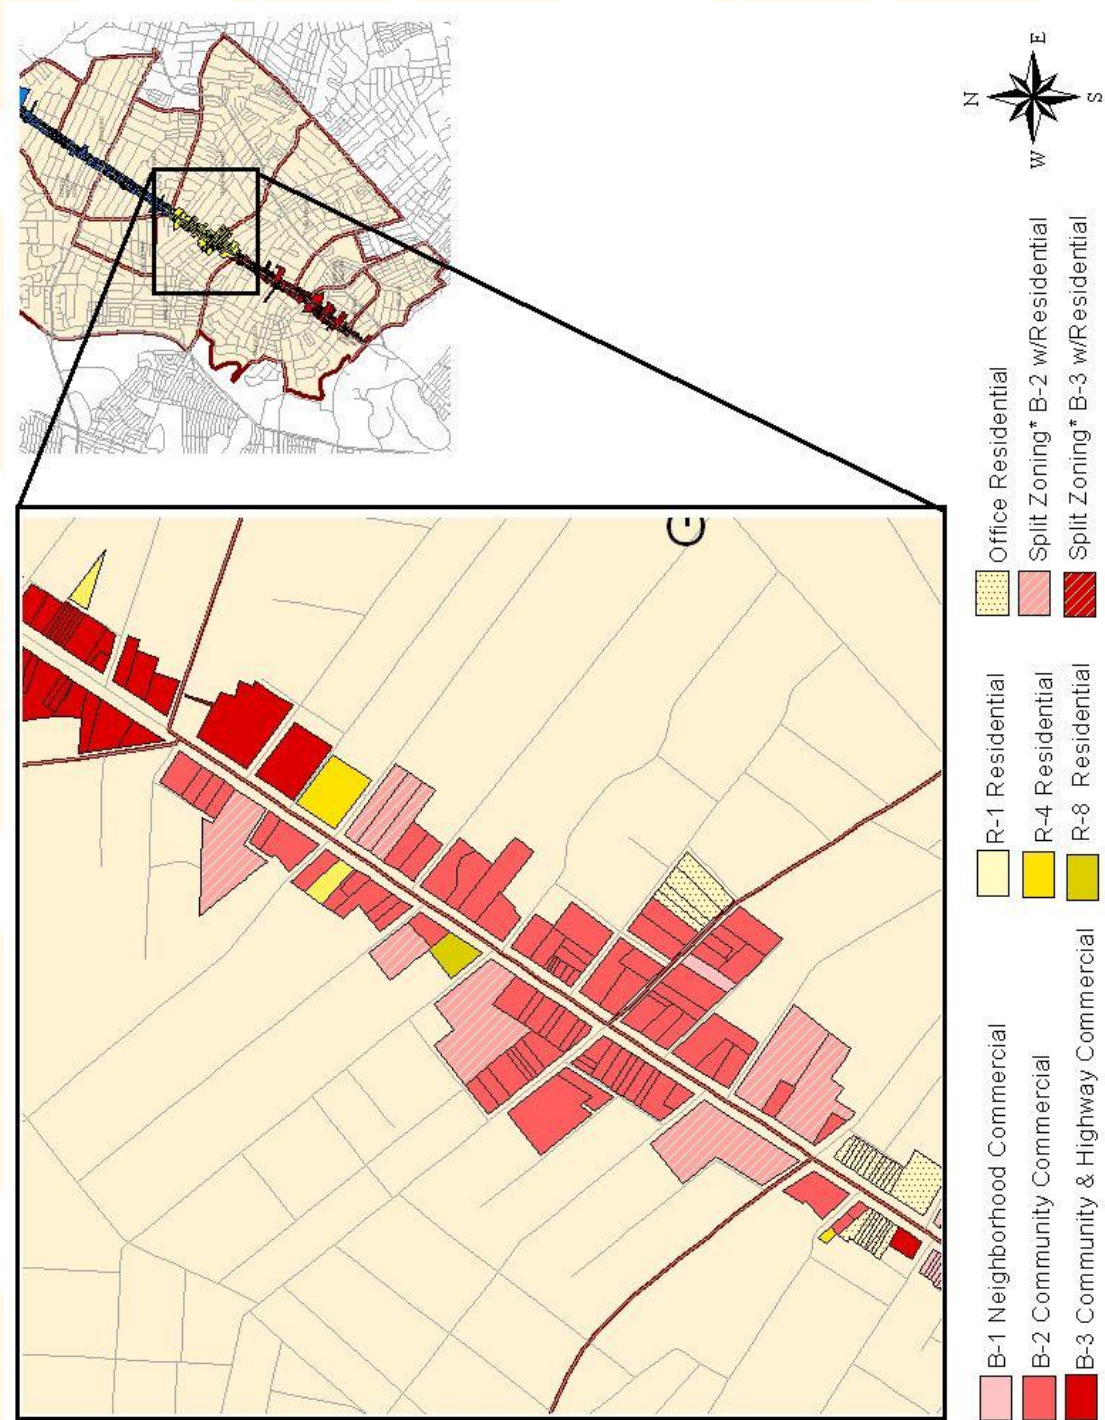 N
E
S
W
G
B-1 Neighborhood Commercial
B-2 Community Commercial
B-3 Community & Highway Commercial
R-1 Residential
R-4 Residential
R-8 Residential
Office Residential
Split Zoning* B-2 w/Residential
Split Zoning* B-3 w/Residential